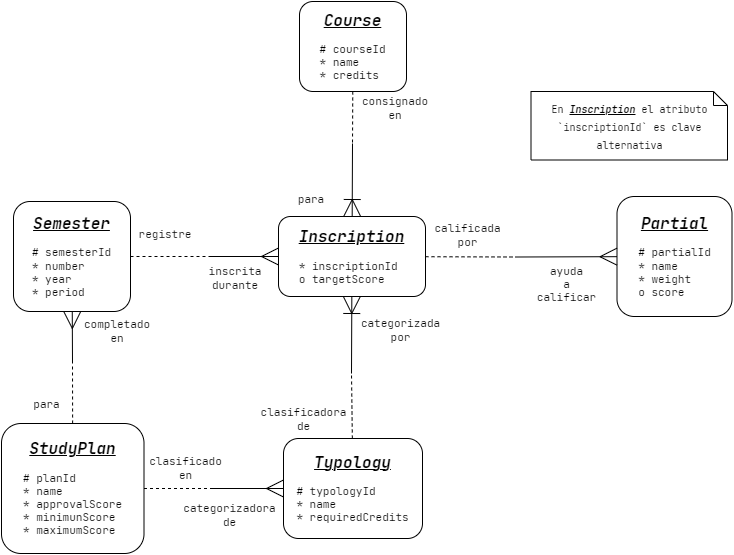 Course
# courseId
* name
* credits
consignado
en
En Inscription el atributo
`inscriptionId` es clave
alternativa
para
Semester
# semesterId
* number
* year
* period
registre
inscrita
durante
Inscription
* inscriptionId
o targetScore
calificada
por
ayuda
a
calificar
Partial
# partialId
* name
* weight
o score
completado
en
categorizada
por
para
clasificadora
de
StudyPlan
# planId
* name
* approvalScore
* minimunScore
* maximumScore
clasificado
en
categorizadora
de
Typology
# typologyId
* name
* requiredCredits